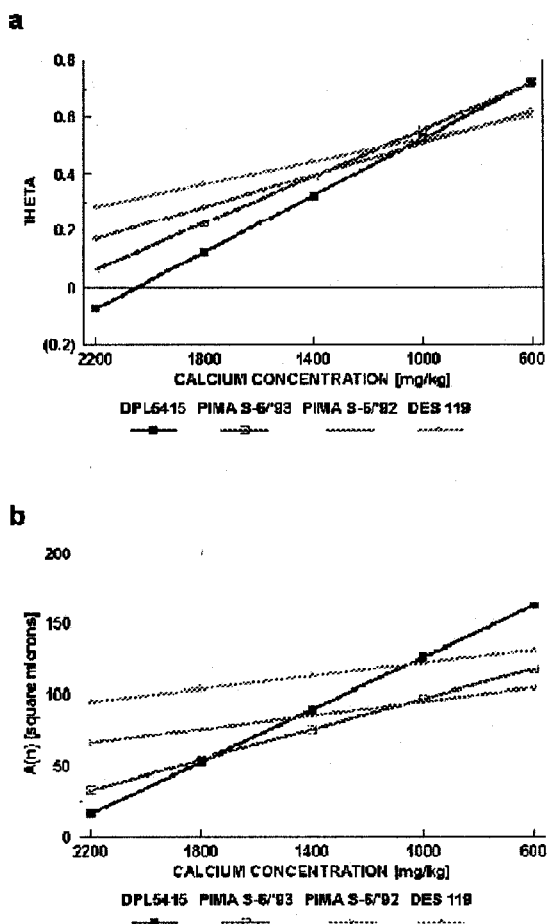 a
0.8
0.6
0.4
0.2
0
(0.2)
THETA
2200 1800 1400 1000 600
CALCIUM CONCENTRATION [mg/kg]
DPL5415 PIMA S-6/'93 PIMA S-6/'92 DES 119
b
200
150
100
50
0
A(n) [square microns]
2200 1800 1400 1000 600
CALCIUM CONCENTRATION [mg/kg]
DPL5415 PIMA S-6/'93 PIMA S-6/'92 DES 119